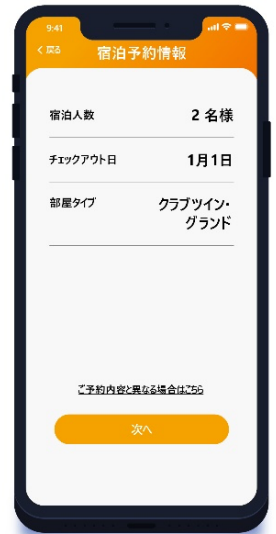 9:41
< 戻る 宿泊予約情報
宿泊人数 2 名様
チェックアウト日 1月1日
部屋タイプ クラブツイン・
グランド
ご予約内容と異なる場合はこちら
次へ